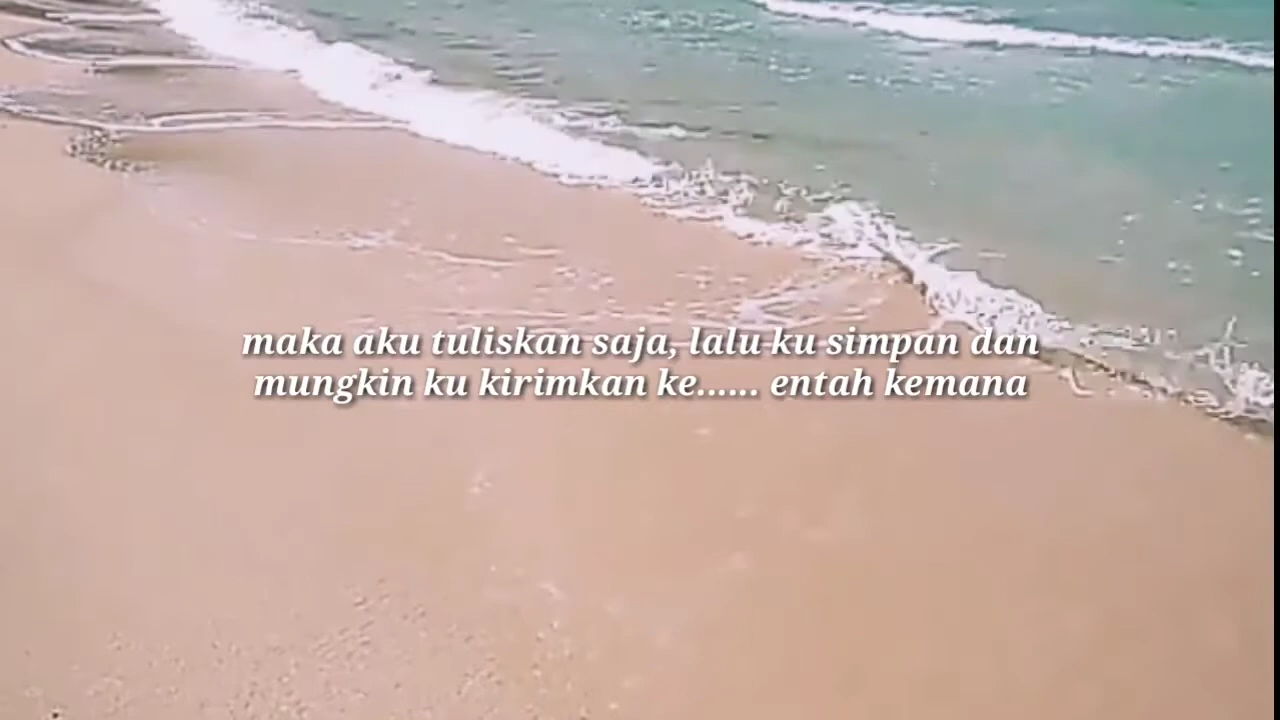 maka aku tuliskan saja, lalu ku simpan dan
mungkin ku kirimkan ke...... entah kemana